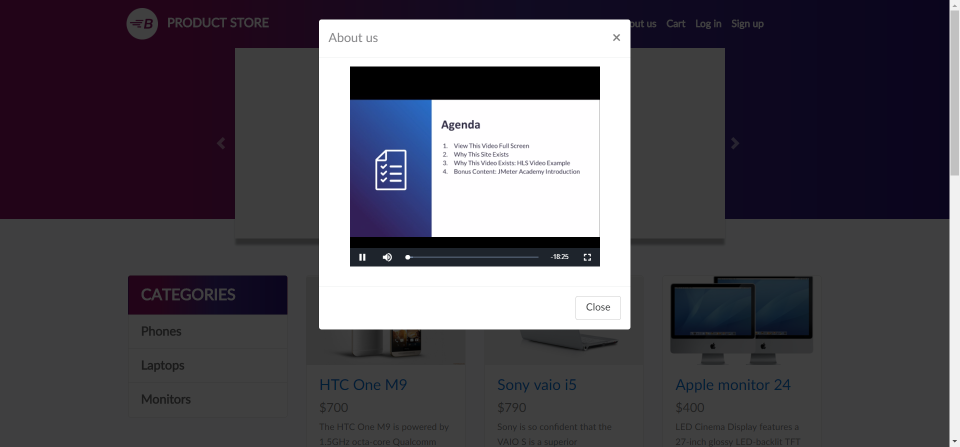 B PRODUCT STORE
out us Cart Log in Sign up
About us ×
Agenda
1. View This Video Full Screen
2. Why This Site Exists
3. Why This Video Exists: HLS Video Example
4. Bonus Content: JMeter Academy Introduction
-18:25
Close
CATEGORIES
Phones
Laptops
Monitors
HTC One M9
$700
The HTC One M9 is powered by
1.5GHz octa-core Qualcomm
Sony vaio i5
$790
Sony is so confident that the
VAIO S is a superior
Apple monitor 24
$400
LED Cinema Display features a
27-inch glossy LED-backlit TFT